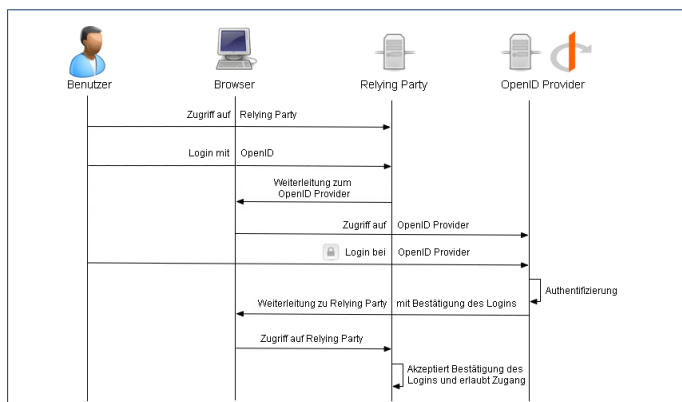 Benutzer
Browser
Relying Party
OpenID Provider
Zugriff auf Relying Party
Login mit OpenID
Weiterleitung zum
OpenID Provider
Zugriff auf OpenID Provider
Login bei OpenID Provider
Authentifizierung
Weiterleitung zu Relying Party mit Bestätigung des Logins
Zugriff auf Relying Party
Akzeptiert Bestätigung des
Logins und erlaubt Zugang